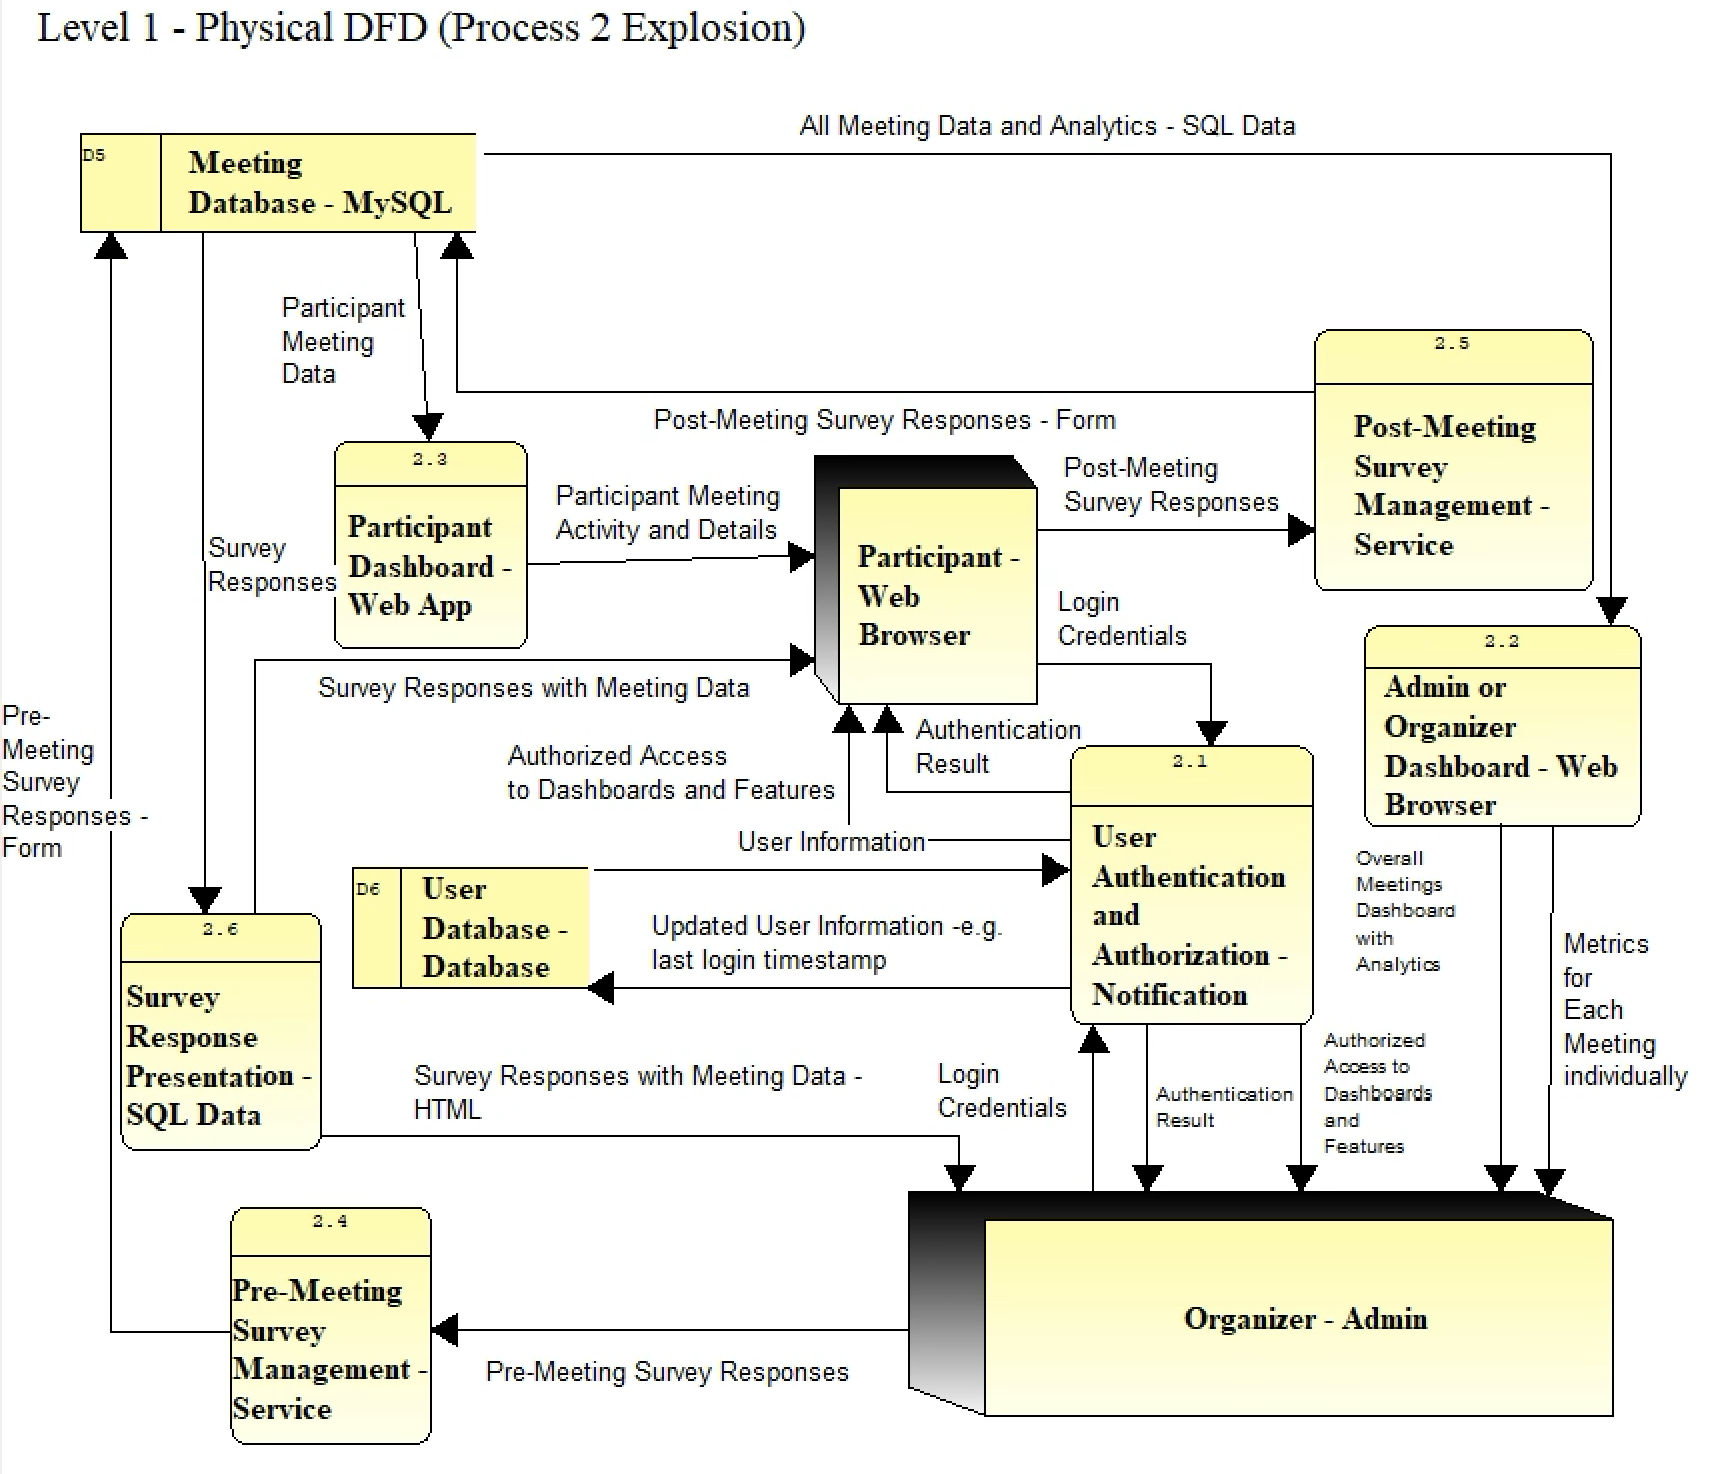 Level 1 - Physical DFD (Process 2 Explosion)
All Meeting Data and Analytics - SQL Data
D5
Meeting
Database - MySQL
Participant
Meeting
Data
2.5
Post-Meeting
Survey
Management -
Service
Post-Meeting Survey Responses - Form
2.3
Participant
Dashboard -
Web App
Participant Meeting
Activity and Details
Participant -
Web
Browser
Post-Meeting
Survey Responses
Survey
Responses
Login
Credentials
2.2
Admin or
Organizer
Dashboard - Web
Browser
Survey Responses with Meeting Data
Pre-
Meeting
Survey
Responses -
Form
Authorized Access
to Dashboards and Features
Authentication
Result
2.1
User
Authentication
and
Authorization -
Notification
User Information
D6
User
Database -
Database
Updated User Information -e.g.
last login timestamp
Overall
Meetings
Dashboard
with
Analytics
Metrics
for
Each
Meeting
individually
2.6
Survey
Response
Presentation -
SQL Data
Survey Responses with Meeting Data -
HTML
Login
Credentials
Authentication
Result
Authorized
Access to
Dashboards
and
Features
2.4
Pre-Meeting
Survey
Management -
Service
Pre-Meeting Survey Responses
Organizer - Admin